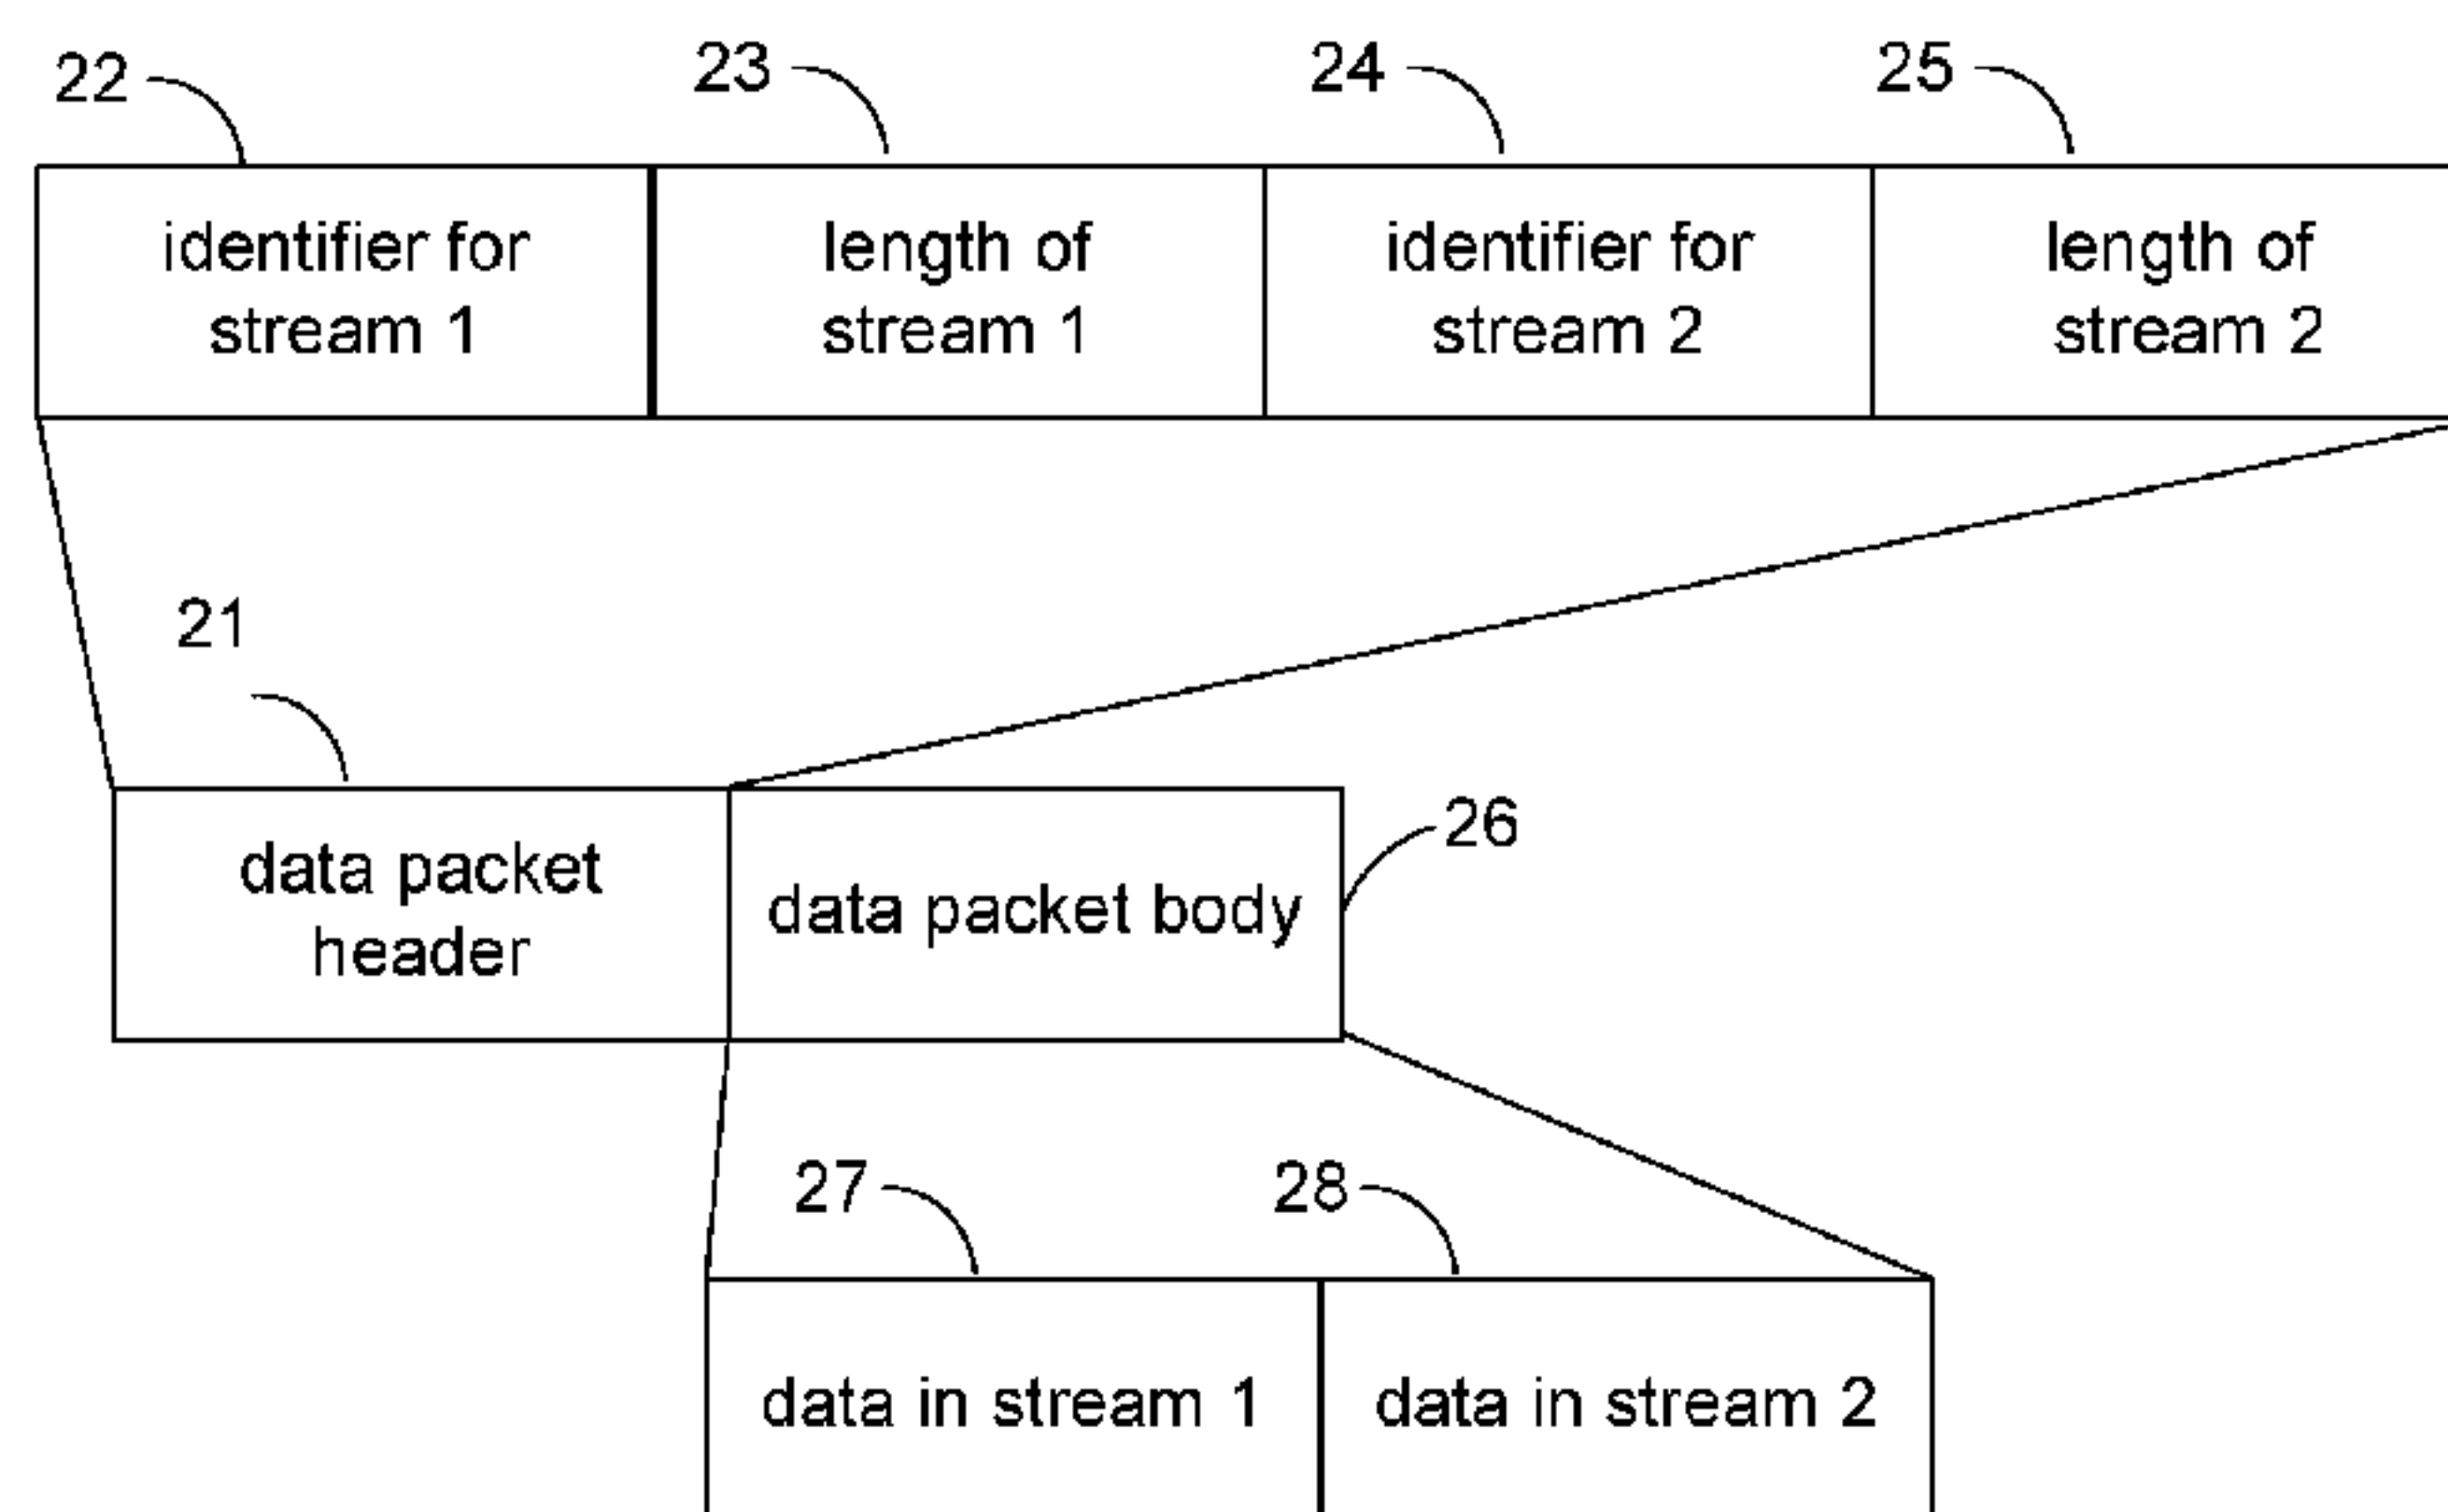 22
23
24
25
identifier for
stream 1
length of
stream 1
identifier for
stream 2
length of
stream 2
21
data packet
header
data packet body
26
27
28
data in stream 1
data in stream 2